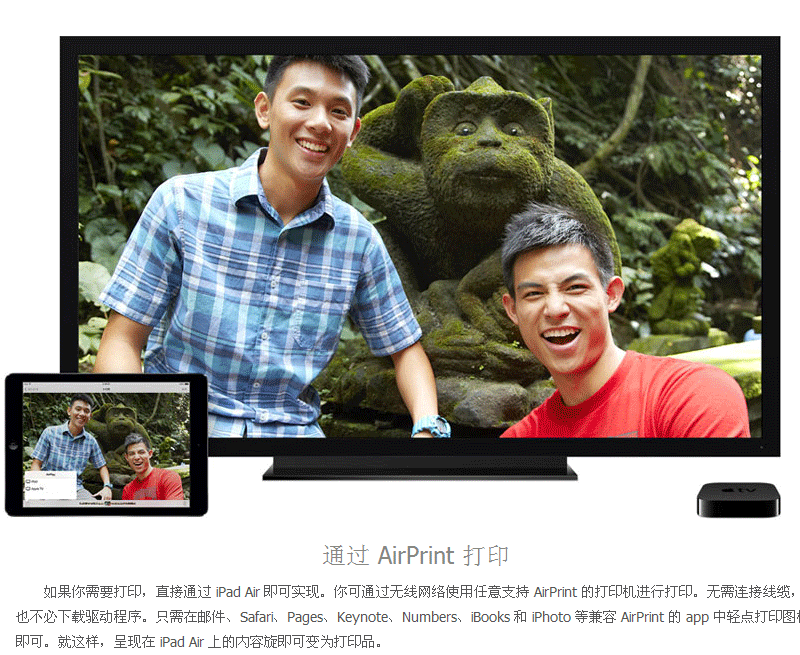 AirPlay
iPad
Apple TV
tv
通过 AirPrint 打印
如果你需要打印，直接通过 iPad Air 即可实现。你可通过无线网络使用任意支持 AirPrint 的打印机进行打印。无需连接线缆，
也不必下载驱动程序。只需在邮件、Safari、Pages、Keynote、Numbers、iBooks 和 iPhoto 等兼容 AirPrint 的 app 中轻点打印图标
即可。就这样，呈现在 iPad Air 上的内容旋即可变为打印品。